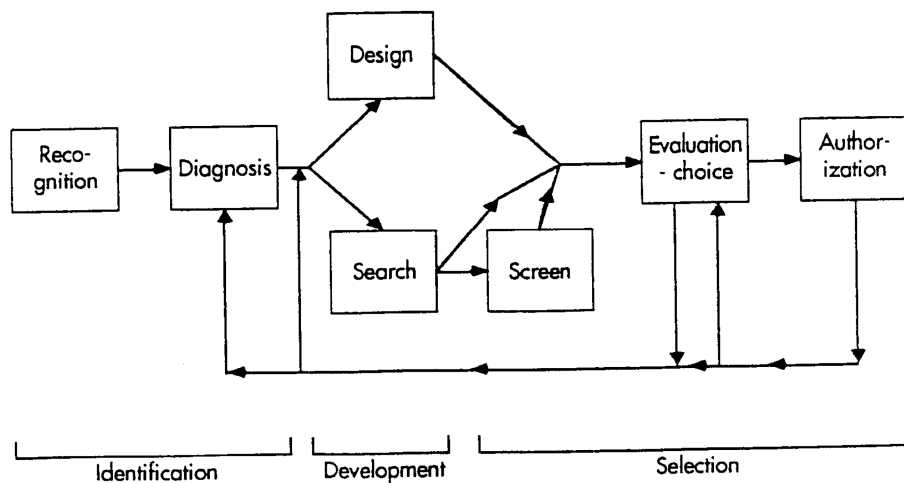 Design
Reco-
gnition
Diagnosis
Evaluation
- choice
Author-
ization
Search
Screen
Identification
Development
Selection